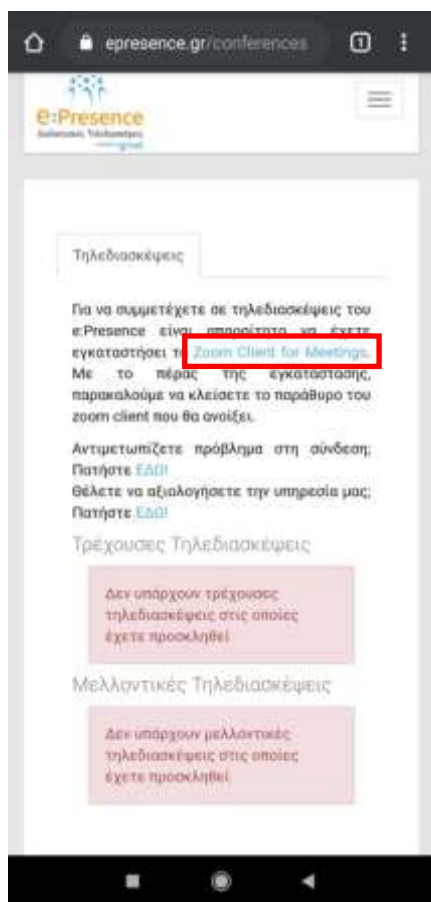 epresence.gr/conferences
1
e:Presence
Τηλεδιασκέψεις
Για να συμμετέχετε σε τηλεδιασκέψεις του
e:Presence είναι απαραίτητο να έχετε
εγκαταστήσει το Zoom Client for Meetings.
Με το πέρας της εγκατάστασης,
παρακαλούμε να κλείσετε το παράθυρο του
zoom client που θα ανοίξει.
Αντιμετωπίζετε πρόβλημα στη σύνδεση;
Πατήστε ΕΔΩ!
Θέλετε να αξιολογήσετε την υπηρεσία μας;
Πατήστε ΕΔΩ!
Τρέχουσες Τηλεδιασκέψεις
Δεν υπάρχουν τρέχουσες
τηλεδιασκέψεις στις οποίες
έχετε προσκληθεί
Μελλοντικές Τηλεδιασκέψεις
Δεν υπάρχουν μελλοντικές
τηλεδιασκέψεις στις οποίες
έχετε προσκληθεί